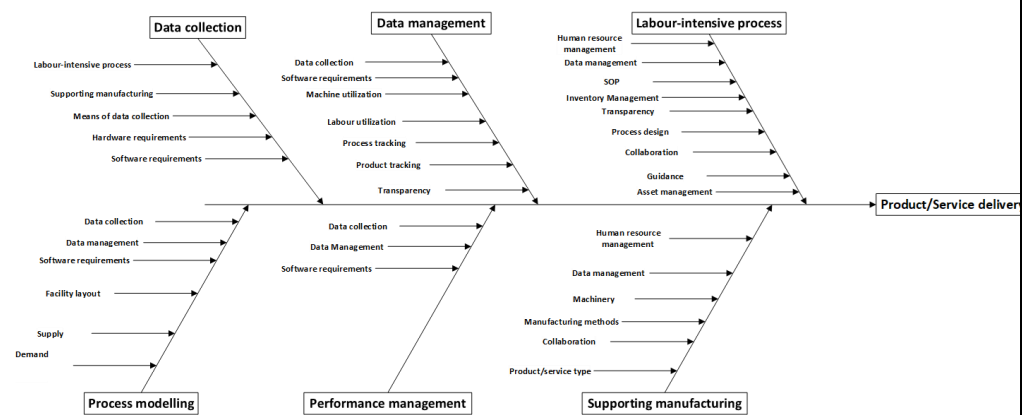 Data collection
Labour-intensive process
Supporting manufacturing
Means of data collection
Hardware requirements
Software requirements
Data management
Data collection
Software requirements
Machine utilization
Labour utilization
Process tracking
Product tracking
Transparency
Labour-intensive process
Human resource
management
Data management
SOP
Inventory Management
Transparency
Process design
Collaboration
Guidance
Asset management
Product/Service delivery
Data collection
Data management
Software requirements
Facility layout
Supply
Demand
Process modelling
Data collection
Data Management
Software requirements
Performance management
Human resource
management
Data management
Machinery
Manufacturing methods
Collaboration
Product/service type
Supporting manufacturing